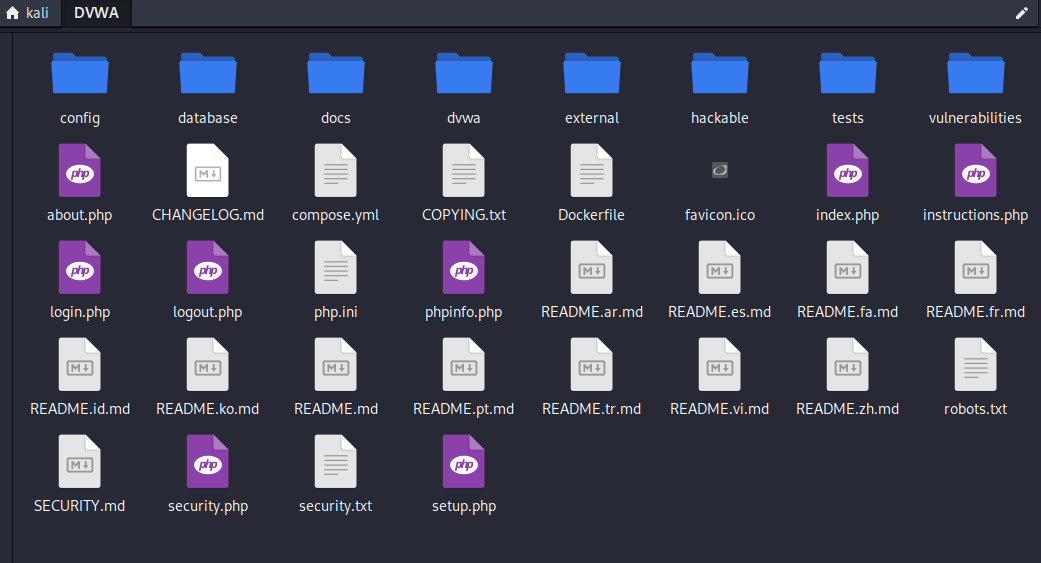 kali DVWA
config database docs dvwa external hackable tests vulnerabilities
php php php
about.php CHANGELOG.md compose.yml COPYING.txt Dockerfile favicon.ico index.php instructions.php
php php php
login.php logout.php php.ini phpinfo.php README.ar.md README.es.md README.fa.md README.fr.md
README.id.md README.ko.md README.md README.pt.md README.tr.md README.vi.md README.zh.md robots.txt
php php
SECURITY.md security.php security.txt setup.php